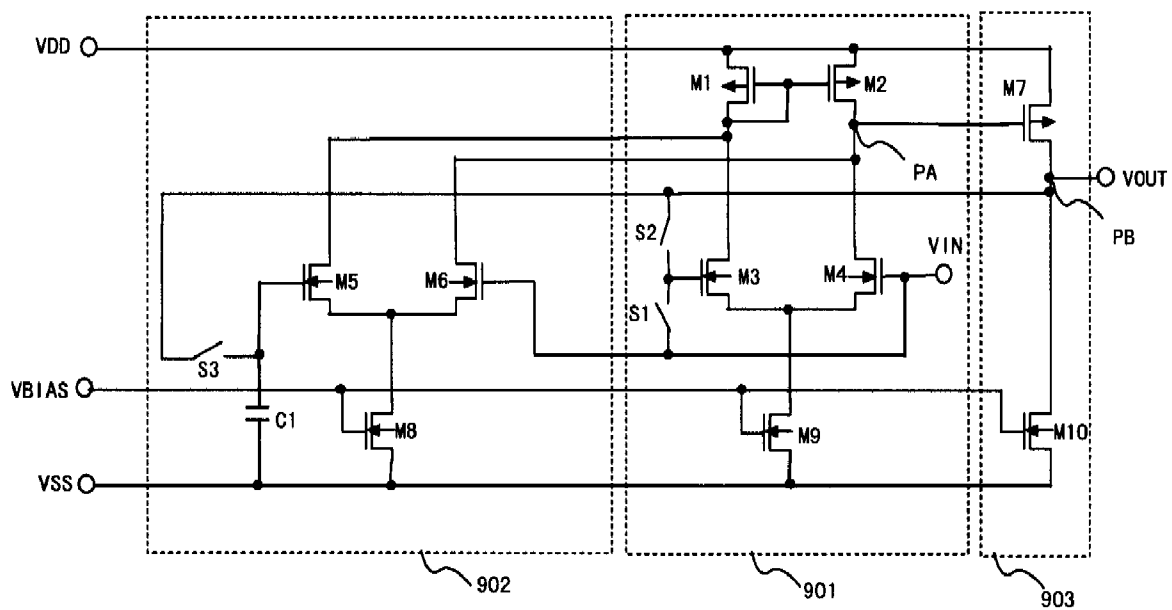 VDD
M1
M2
M7
PA
VOUT
PB
S2
VIN
M5
M6
M3
M4
S1
S3
VBIAS
C1
M8
M9
M10
VSS
902
901
903